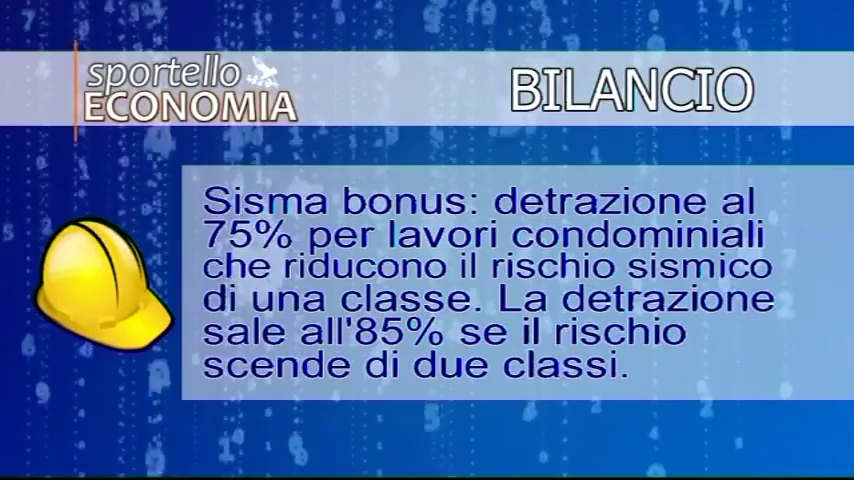 sportello
ECONOMIA
BILANCIO
Sisma bonus: detrazione al
75% per lavori condominiali
che riducono il rischio sismico
di una classe. La detrazione
sale all'85% se il rischio
scende di due classi.